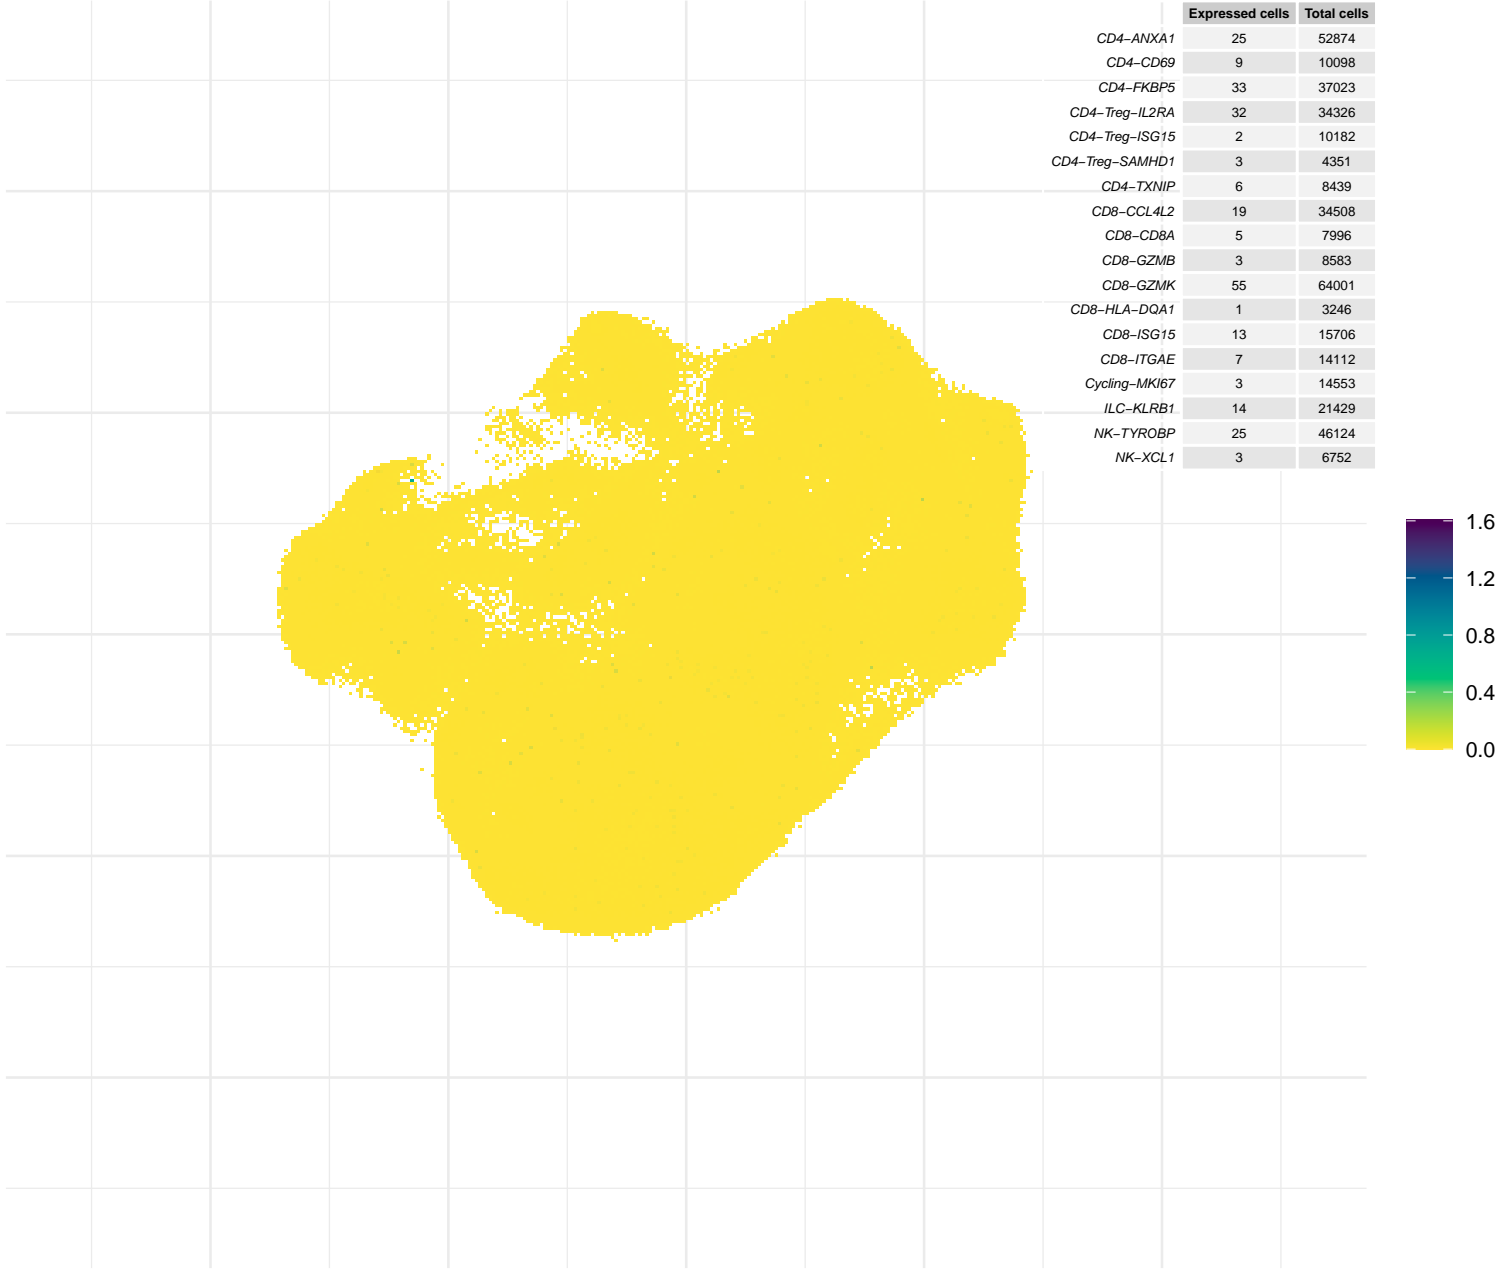 Expressed cells Total cells
CD4−ANXA1 25 52874
CD4−CD69 9 10098
CD4−FKBP5 33 37023
CD4−Treg−IL2RA 32 34326
CD4−Treg−ISG15 2 10182
CD4−Treg−SAMHD1 3 4351
CD4−TXNIP 6 8439
CD8−CCL4L2 19 34508
CD8−CD8A 5 7996
CD8−GZMB 3 8583
CD8−GZMK 55 64001
CD8−HLA−DQA1 1 3246
CD8−ISG15 13 15706
CD8−ITGAE 7 14112
Cycling−MKI67 3 14553
ILC−KLRB1 14 21429
NK−TYROBP 25 46124
NK−XCL1 3 6752
1.6
1.2
0.8
0.4
0.0